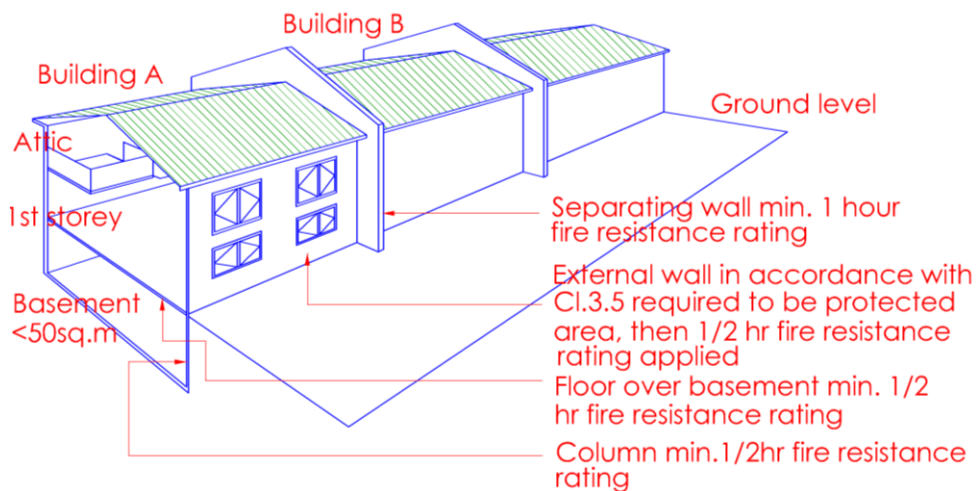 Building B
Building A
Ground level
Attic
1st storey
Separating wall min. 1 hour
fire resistance rating
External wall in accordance with
Cl.3.5 required to be protected
area, then 1/2 hr fire resistance
rating applied
Basement
<50sq.m
Floor over basement min. 1/2
hr fire resistance rating
Column min.1/2hr fire resistance
rating